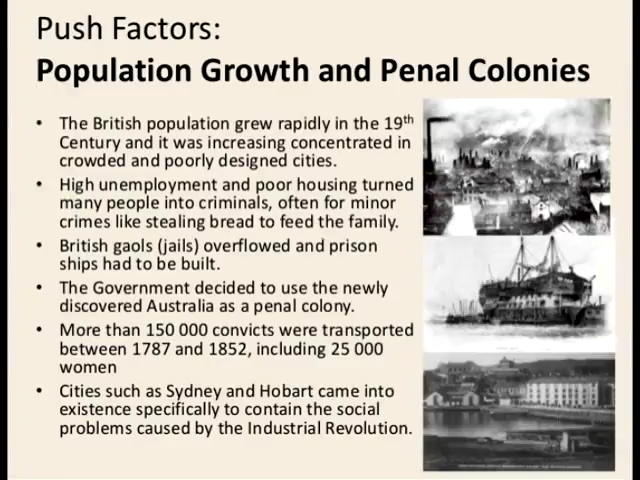 Push Factors:
Population Growth and Penal Colonies
• The British population grew rapidly in the 19th
Century and it was increasing concentrated in
crowded and poorly designed cities.
• High unemployment and poor housing turned
many people into criminals, often for minor
crimes like stealing bread to feed the family.
• British gaols (jails) overflowed and prison
ships had to be built.
• The Government decided to use the newly
discovered Australia as a penal colony.
• More than 150 000 convicts were transported
between 1787 and 1852, including 25 000
women
• Cities such as Sydney and Hobart came into
existence specifically to contain the social
problems caused by the Industrial Revolution.